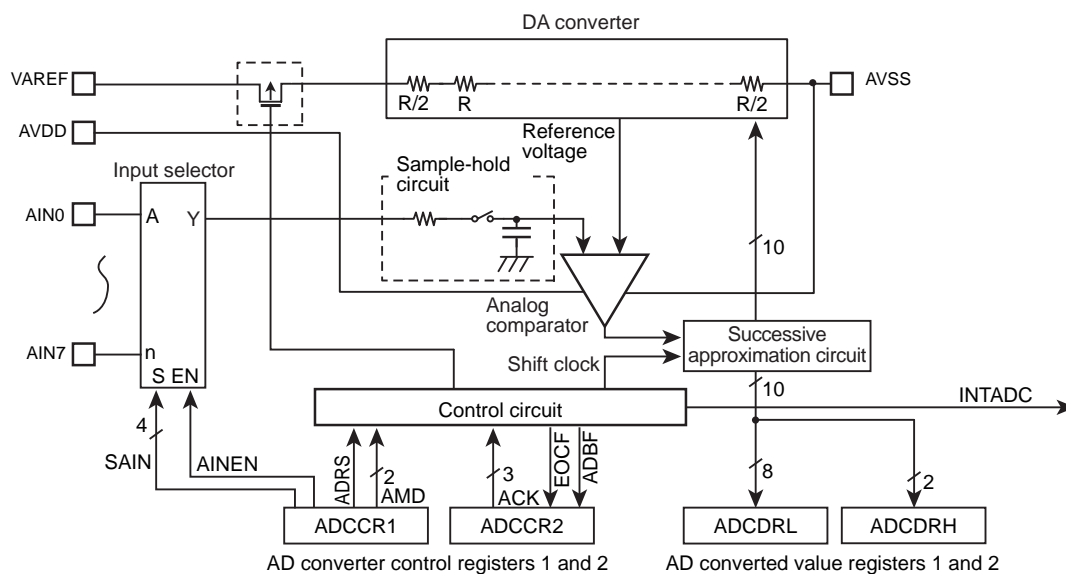 DA converter
VAREF
AVSS
R/2
R
R/2
AVDD
Reference
voltage
Input selector
Sample-hold
circuit
AIN0
A
Y
10
Analog
comparator
Successive
approximation circuit
AIN7
n
Shift clock
S EN
10
INTADC
Control circuit
4
SAIN
AINEN
ADRS
2
AMD
3
ACK
EOCF
ADBF
8
2
ADCCR1
ADCCR2
ADCDRL
ADCDRH
AD converter control registers 1 and 2
AD converted value registers 1 and 2